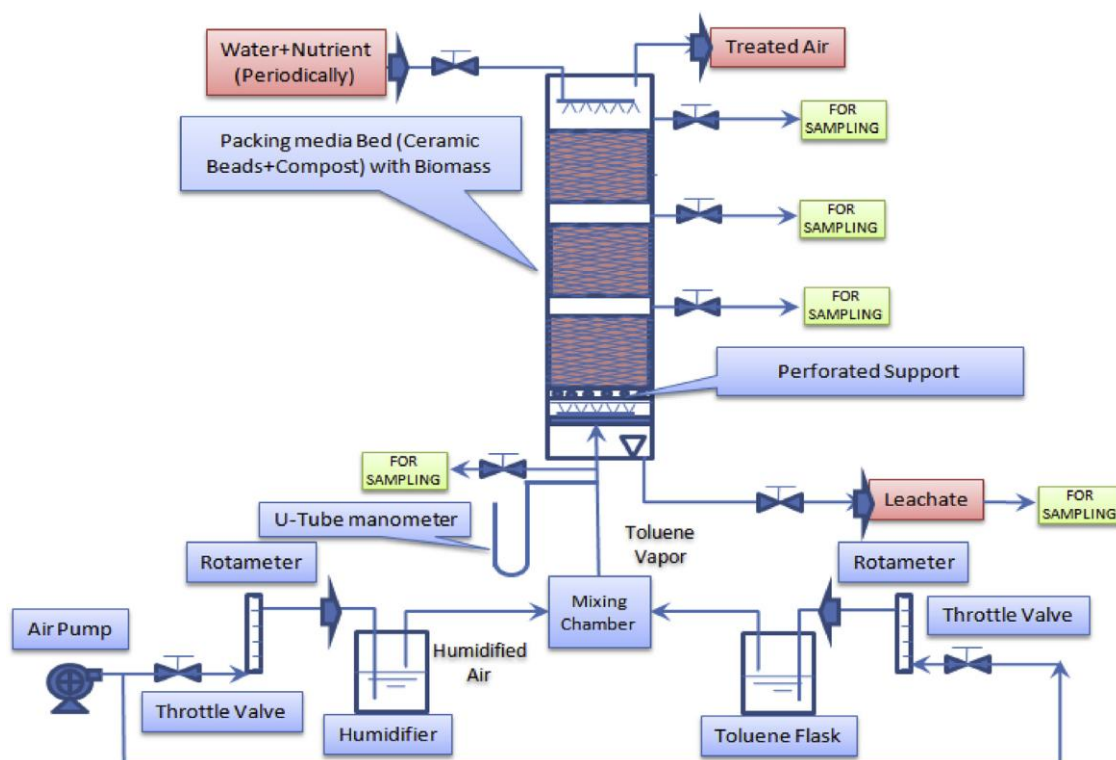 Water+Nutrient
(Periodically)
Treated Air
FOR
SAMPLING
Packing media Bed (Ceramic
Beads+Compost) with Biomass
FOR
SAMPLING
FOR
SAMPLING
Perforated Support
FOR
SAMPLING
U-Tube manometer
Leachate
FOR
SAMPLING
Toluene
Vapor
Rotameter
Rotameter
Air Pump
Mixing
Chamber
Throttle Valve
Humidified
Air
Throttle Valve
Humidifier
Toluene Flask